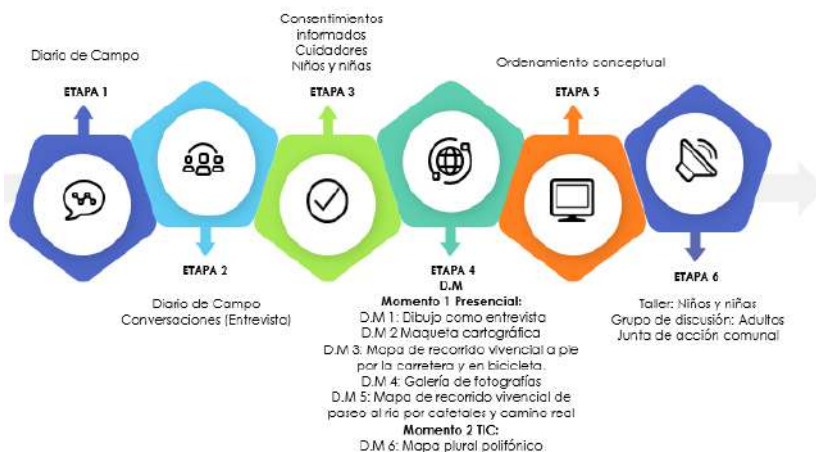 Diario de Campo
ETAPA 1
ETAPA 2
Diario de Campo
Conversaciones (Entrevista)
Consentimientos
informados
Cuidadores
Niños y niñas
ETAPA 3
ETAPA 4
D.M
Momento 1 Presencial:
D.M 1: Dibujo como entrevista
D.M 2 Maqueta cartográfica
D.M 3: Mapa de recorrido vivencial a pie
por la carretera y en bicicleta.
D.M 4: Galería de fotografías
D.M 5: Mapa de recorrido vivencial de
paseo al rio por cafetales y camino real
Momento 2 TIC:
D.M 6: Mapa plural polifónico
Ordenamiento conceptual
ETAPA 5
ETAPA 6
Taller: Niños y niñas
Grupo de discusión: Adultos
Junta de acción comunal